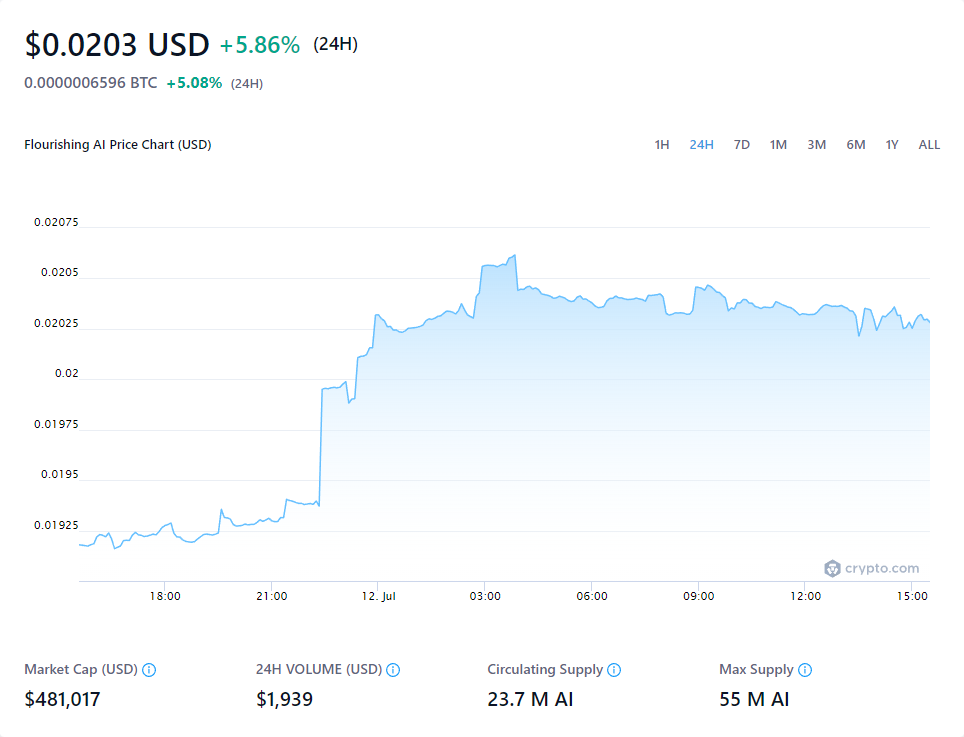 $0.0203 USD +5.86% (24H)
0.0000006596 BTC +5.08% (24H)
Flourishing AI Price Chart (USD) 1H 24H 7D 1M 3M 6M 1Y ALL
0.02075
0.0205
0.02025
0.02
0.01975
0.0195
0.01925
crypto.com
18:00 21:00 12. Jul 03:00 06:00 09:00 12:00 15:00
Market Cap (USD) 24H VOLUME (USD) Circulating Supply Max Supply
$481,017 $1,939 23.7 M AI 55 M AI